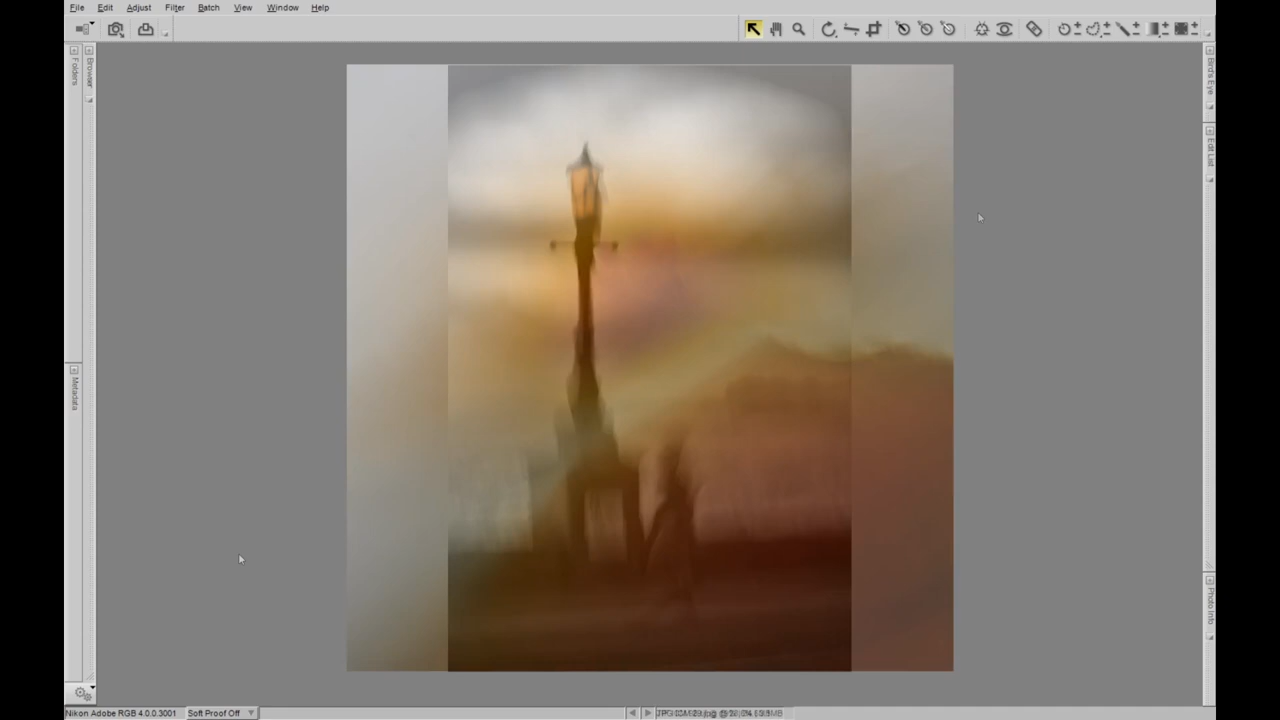 File Edit Adjust Filter Batch View Window Help
Folders
Browser
Metadata
Bird's Eye
Edit List
Photo Info
Nikon Adobe RGB 4.0.0.3001 Soft Proof Off